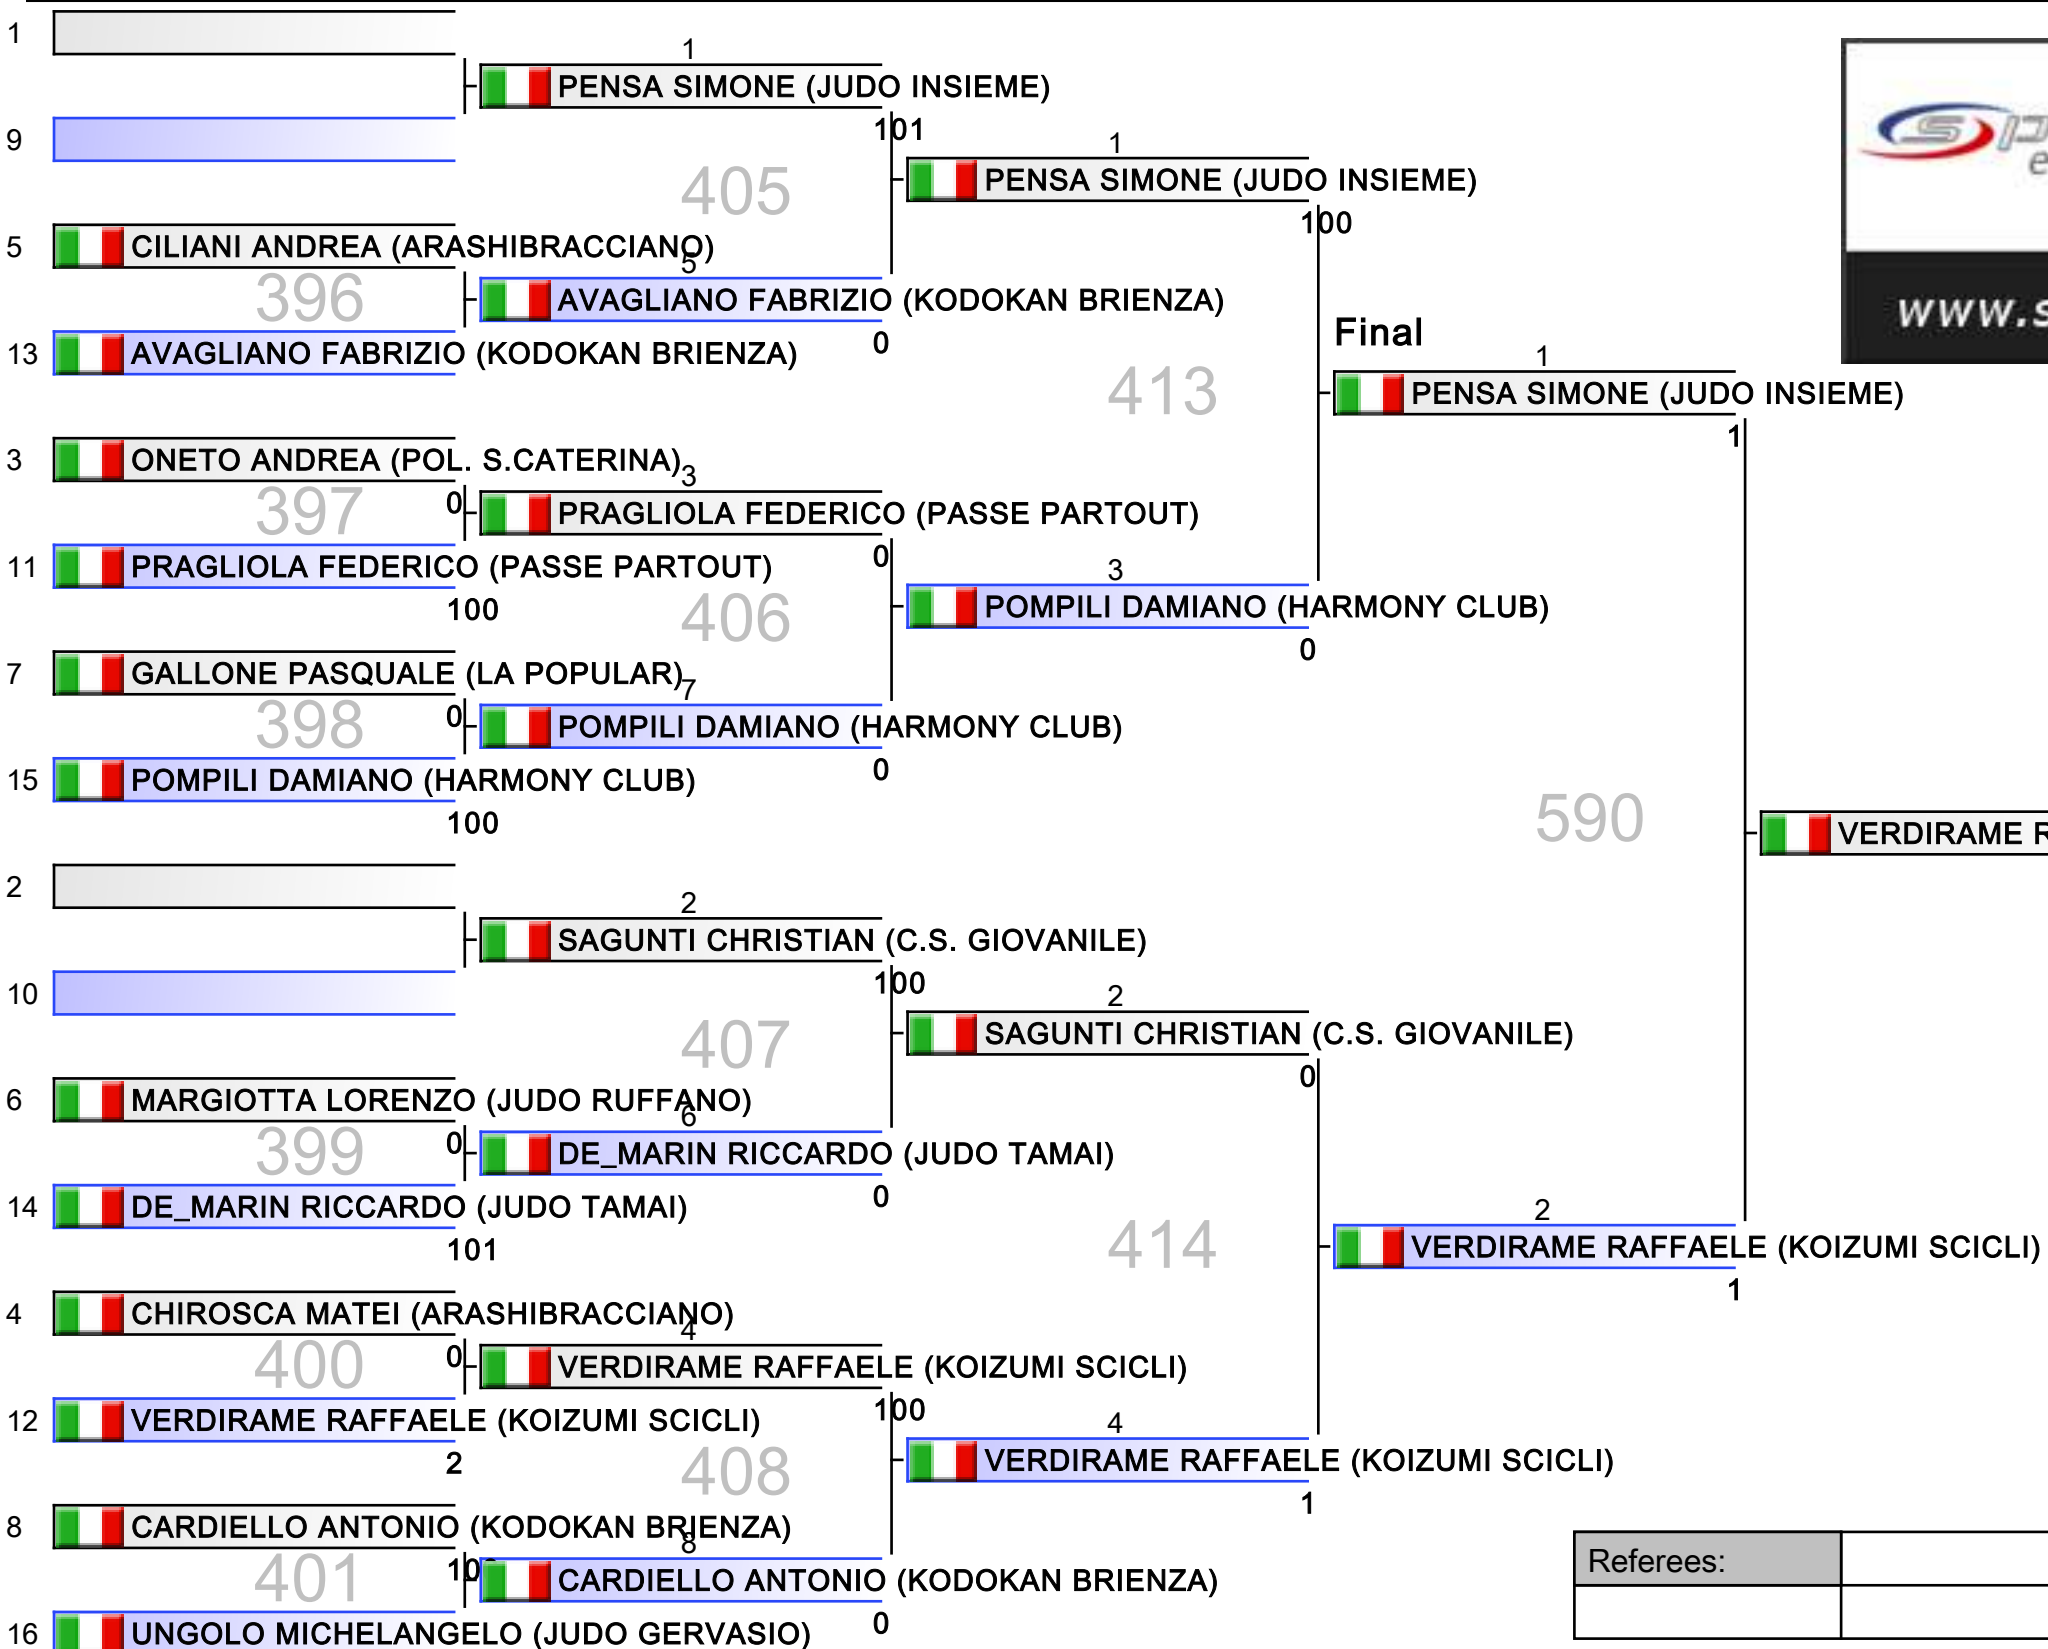 1
1
PENSA SIMONE (JUDO INSIEME)
101
9
1
PENSA SIMONE (JUDO INSIEME)
100
405
5
CILIANI ANDREA (ARASHIBRACCIANO)
5
396
AVAGLIANO FABRIZIO (KODOKAN BRIENZA)
0
13
AVAGLIANO FABRIZIO (KODOKAN BRIENZA)
www.s
Final
1
PENSA SIMONE (JUDO INSIEME)
1
413
3
ONETO ANDREA (POL. S.CATERINA)
3
397
0
PRAGLIOLA FEDERICO (PASSE PARTOUT)
0
11
PRAGLIOLA FEDERICO (PASSE PARTOUT)
100
406
3
POMPILI DAMIANO (HARMONY CLUB)
0
7
GALLONE PASQUALE (LA POPULAR)
7
398
0
POMPILI DAMIANO (HARMONY CLUB)
0
15
POMPILI DAMIANO (HARMONY CLUB)
100
590
VERDIRAME R
2
2
SAGUNTI CHRISTIAN (C.S. GIOVANILE)
100
10
2
SAGUNTI CHRISTIAN (C.S. GIOVANILE)
0
407
6
MARGIOTTA LORENZO (JUDO RUFFANO)
6
399
0
DE_MARIN RICCARDO (JUDO TAMAI)
0
14
DE_MARIN RICCARDO (JUDO TAMAI)
101
414
2
VERDIRAME RAFFAELE (KOIZUMI SCICLI)
1
4
CHIROSCA MATEI (ARASHIBRACCIANO)
4
400
0
VERDIRAME RAFFAELE (KOIZUMI SCICLI)
100
12
VERDIRAME RAFFAELE (KOIZUMI SCICLI)
2
408
4
VERDIRAME RAFFAELE (KOIZUMI SCICLI)
1
8
CARDIELLO ANTONIO (KODOKAN BRIENZA)
8
401
CARDIELLO ANTONIO (KODOKAN BRIENZA)
0
16
UNGOLO MICHELANGELO (JUDO GERVASIO)
Referees: